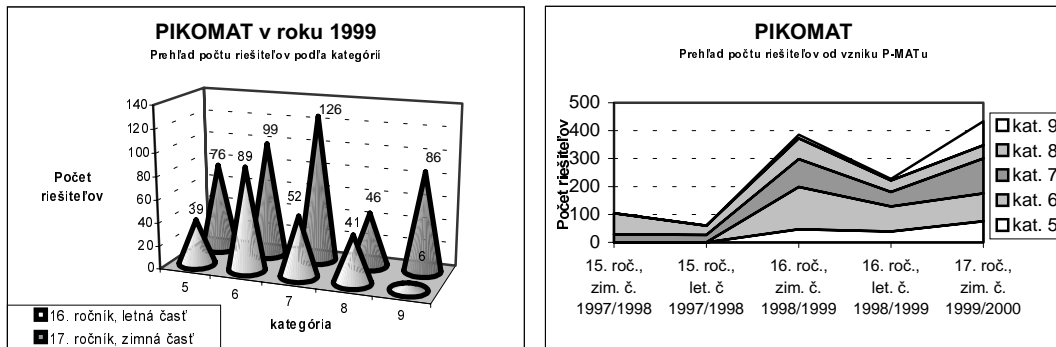 PIKOMAT v roku 1999
Prehľad počtu riešiteľov podľa kategórií
140
120
100
80
60
40
20
0
Počet
riešiteľov
39
76
89
99
52
126
41
46
6
86
5
6
7
8
9
kategória
16. ročník, letná časť
17. ročník, zimná časť
PIKOMAT
Prehľad počtu riešiteľov od vzniku P-MATu
Počet riešiteľov
500
400
300
200
100
0
15. roč.,
zim. č.
1997/1998
15. roč.,
let. č
1997/1998
16. roč.,
zim. č.
1998/1999
16. roč.,
let. č.
1998/1999
17. roč.
zim. č.
1999/2000
kat. 9
kat. 8
kat. 7
kat. 6
kat. 5